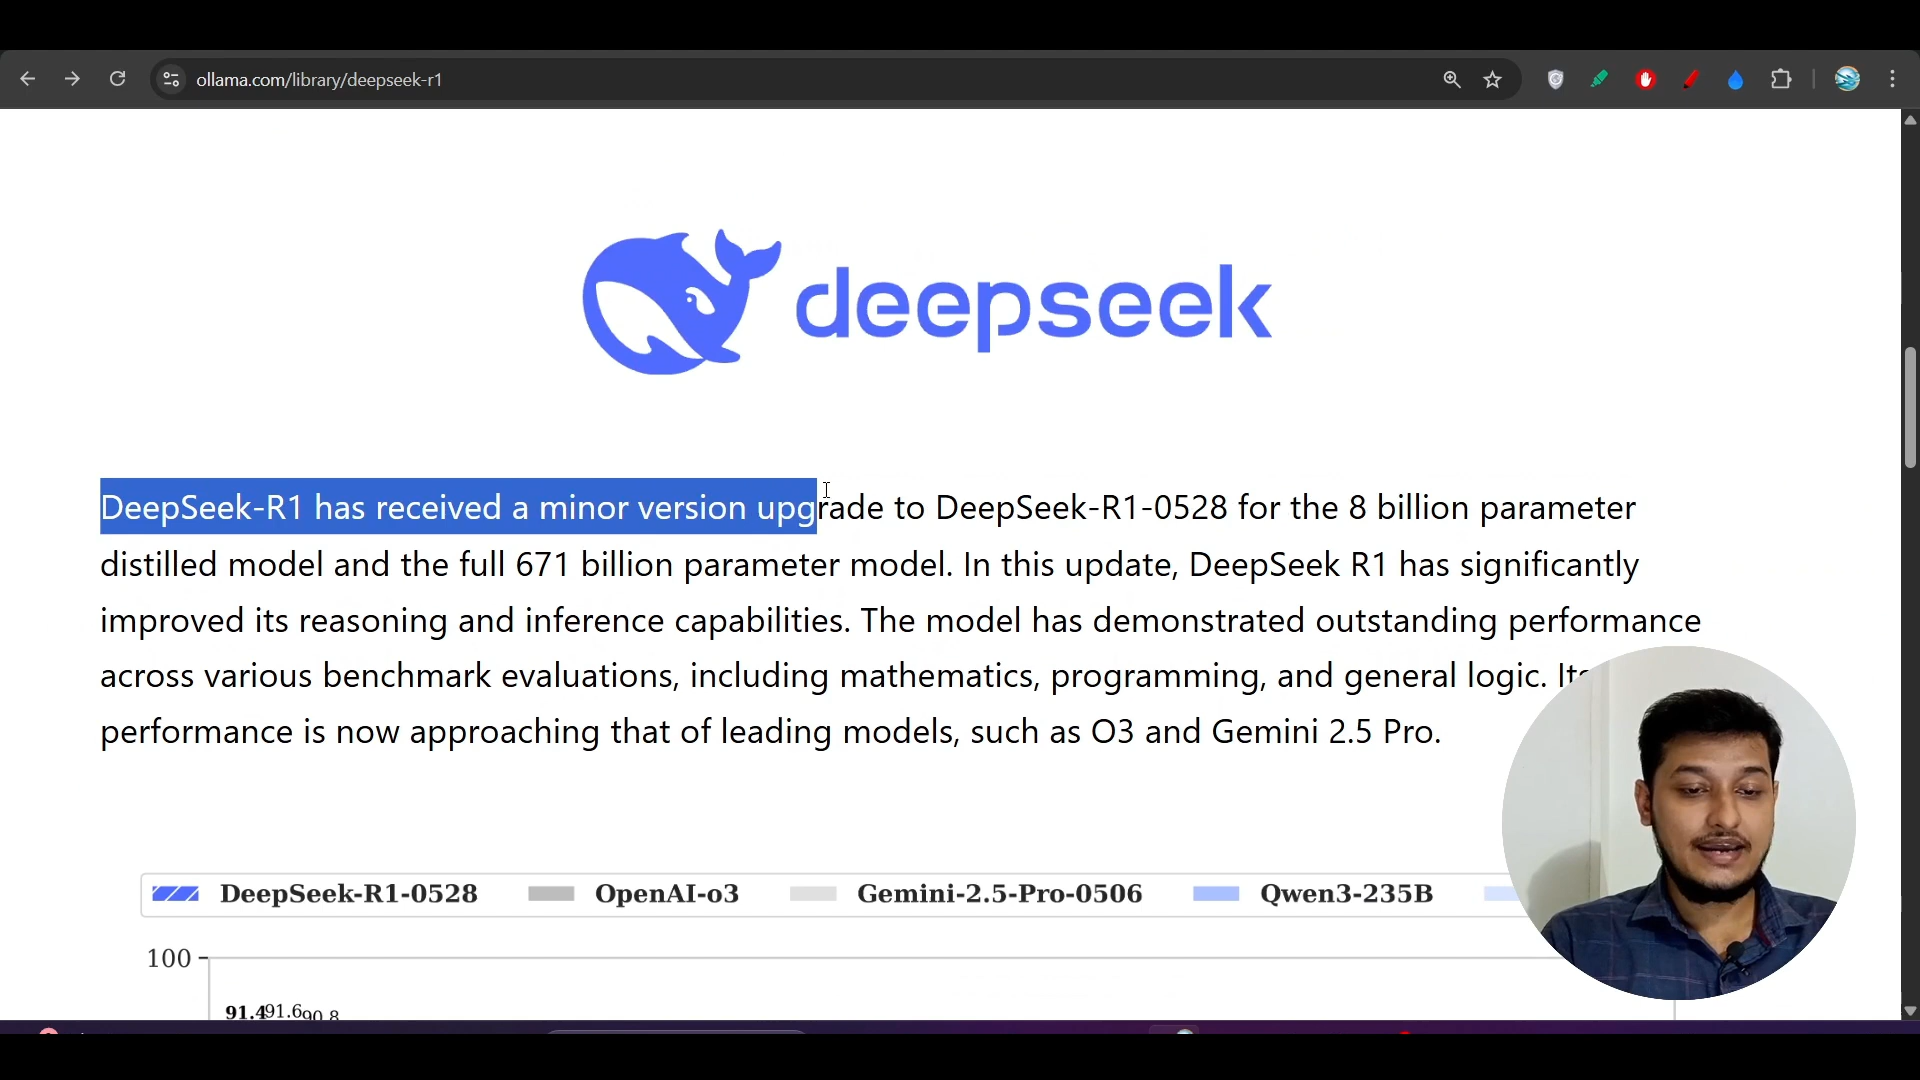 ollama.com/library/deepseek-r1
deepseek
DeepSeek-R1 has received a minor version upgrade to DeepSeek-R1-0528 for the 8 billion parameter
distilled model and the full 671 billion parameter model. In this update, DeepSeek R1 has significantly
improved its reasoning and inference capabilities. The model has demonstrated outstanding performance
across various benchmark evaluations, including mathematics, programming, and general logic. Its
performance is now approaching that of leading models, such as O3 and Gemini 2.5 Pro.
DeepSeek-R1-0528 OpenAI-o3 Gemini-2.5-Pro-0506 Qwen3-235B
100
91.4 91.6 90.8